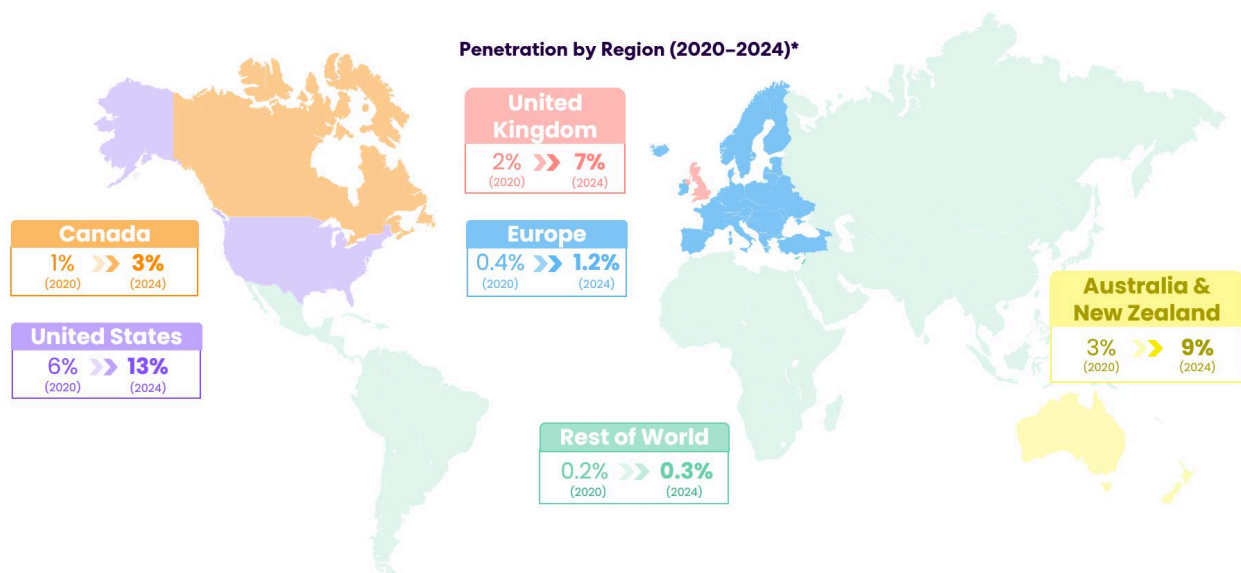 Penetration by Region (2020–2024)*
United
Kingdom
2% 7%
(2020) (2024)
Canada
1% 3%
(2020) (2024)
Europe
0.4% 1.2%
(2020) (2024)
Australia &
New Zealand
3% 9%
(2020) (2024)
United States
6% 13%
(2020) (2024)
Rest of World
0.2% 0.3%
(2020) (2024)